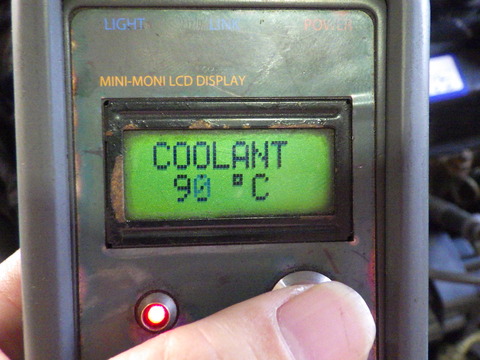 LIGHT LINK POWER
MINI-MONI LCD DISPLAY
COOLANT
90 °C